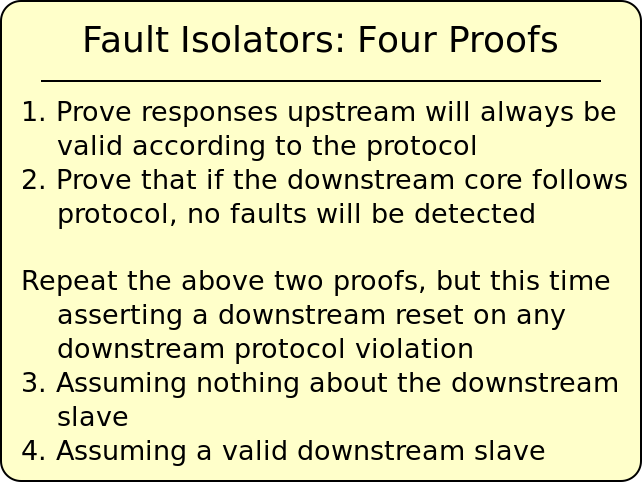 Fault Isolators: Four Proofs
1. Prove responses upstream will always be
valid according to the protocol
2. Prove that if the downstream core follows
protocol, no faults will be detected
Repeat the above two proofs, but this time
asserting a downstream reset on any
downstream protocol violation
3. Assuming nothing about the downstream
slave
4. Assuming a valid downstream slave